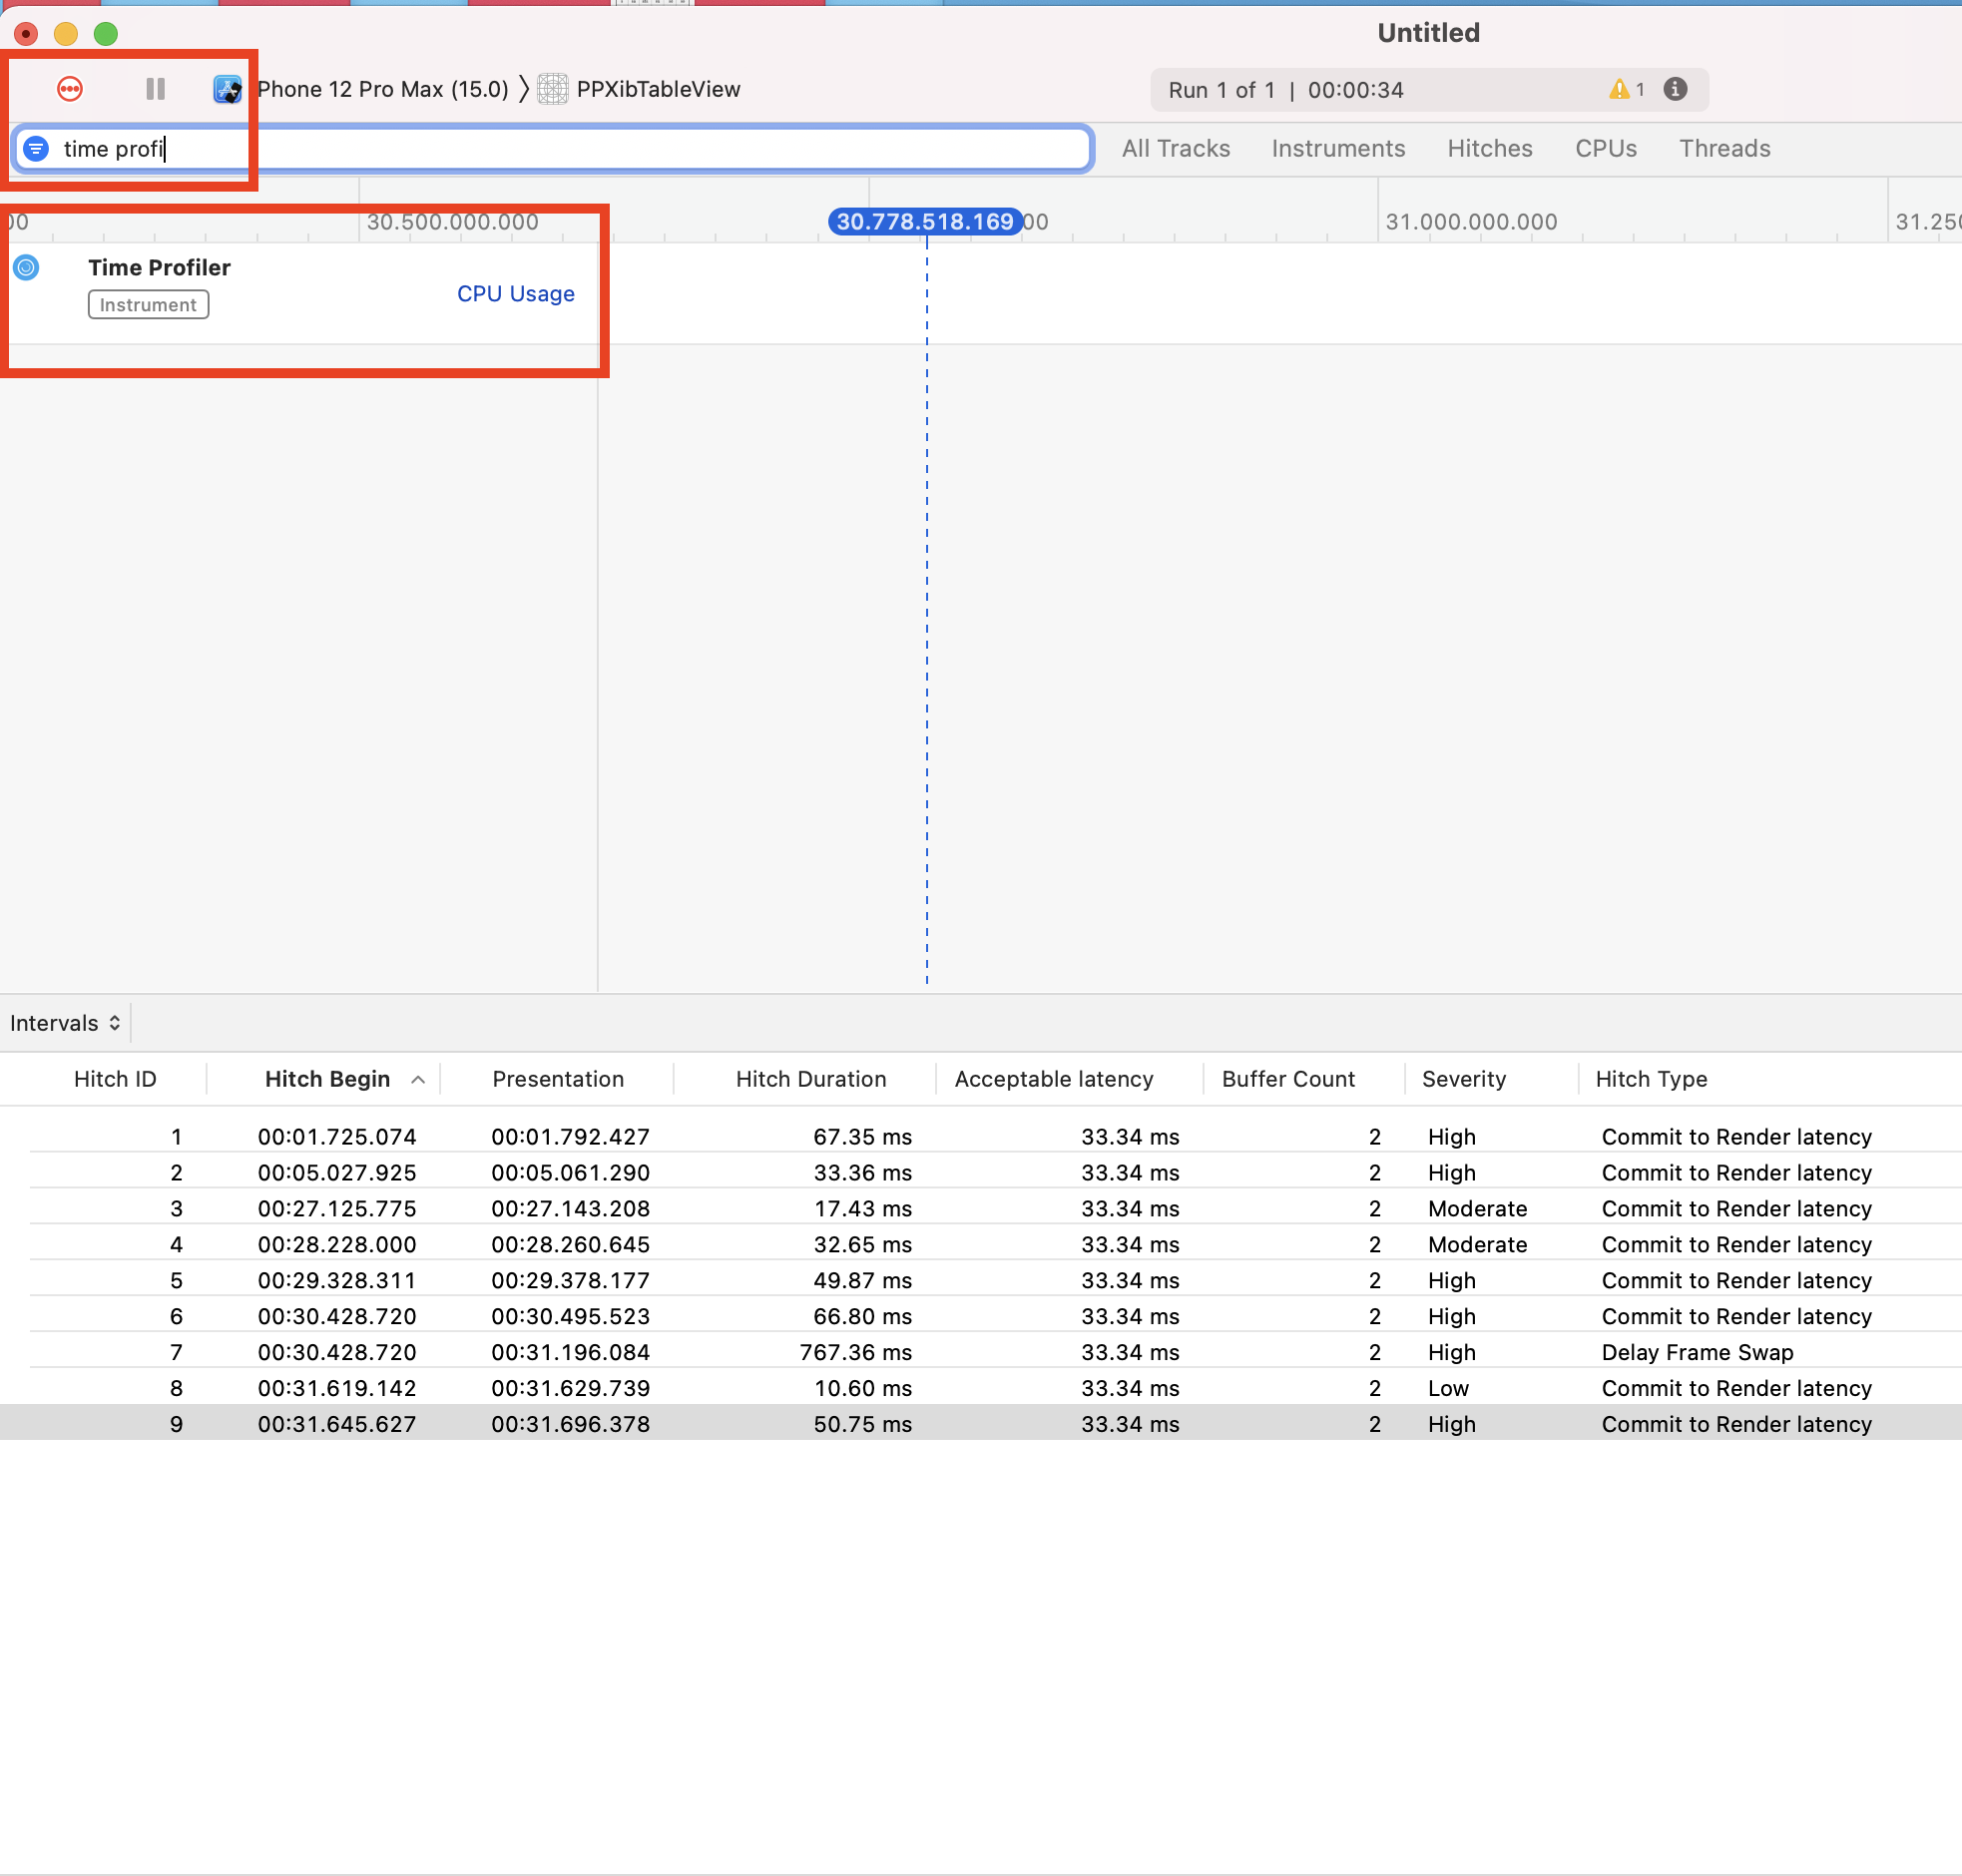 Untitled
Phone 12 Pro Max (15.0) 〉 PPXibTableView
Run 1 of 1 | 00:00:34
1
time profi
All Tracks Instruments Hitches CPUs Threads
00 30.500.000.000 30.778.518.169 00 31.000.000.000 31.25
Time Profiler
Instrument
CPU Usage
Intervals
Hitch ID Hitch Begin Presentation Hitch Duration Acceptable latency Buffer Count Severity Hitch Type
1 00:01.725.074 00:01.792.427 67.35 ms 33.34 ms 2 High Commit to Render latency
2 00:05.027.925 00:05.061.290 33.36 ms 33.34 ms 2 High Commit to Render latency
3 00:27.125.775 00:27.143.208 17.43 ms 33.34 ms 2 Moderate Commit to Render latency
4 00:28.228.000 00:28.260.645 32.65 ms 33.34 ms 2 Moderate Commit to Render latency
5 00:29.328.311 00:29.378.177 49.87 ms 33.34 ms 2 High Commit to Render latency
6 00:30.428.720 00:30.495.523 66.80 ms 33.34 ms 2 High Commit to Render latency
7 00:30.428.720 00:31.196.084 767.36 ms 33.34 ms 2 High Delay Frame Swap
8 00:31.619.142 00:31.629.739 10.60 ms 33.34 ms 2 Low Commit to Render latency
9 00:31.645.627 00:31.696.378 50.75 ms 33.34 ms 2 High Commit to Render latency